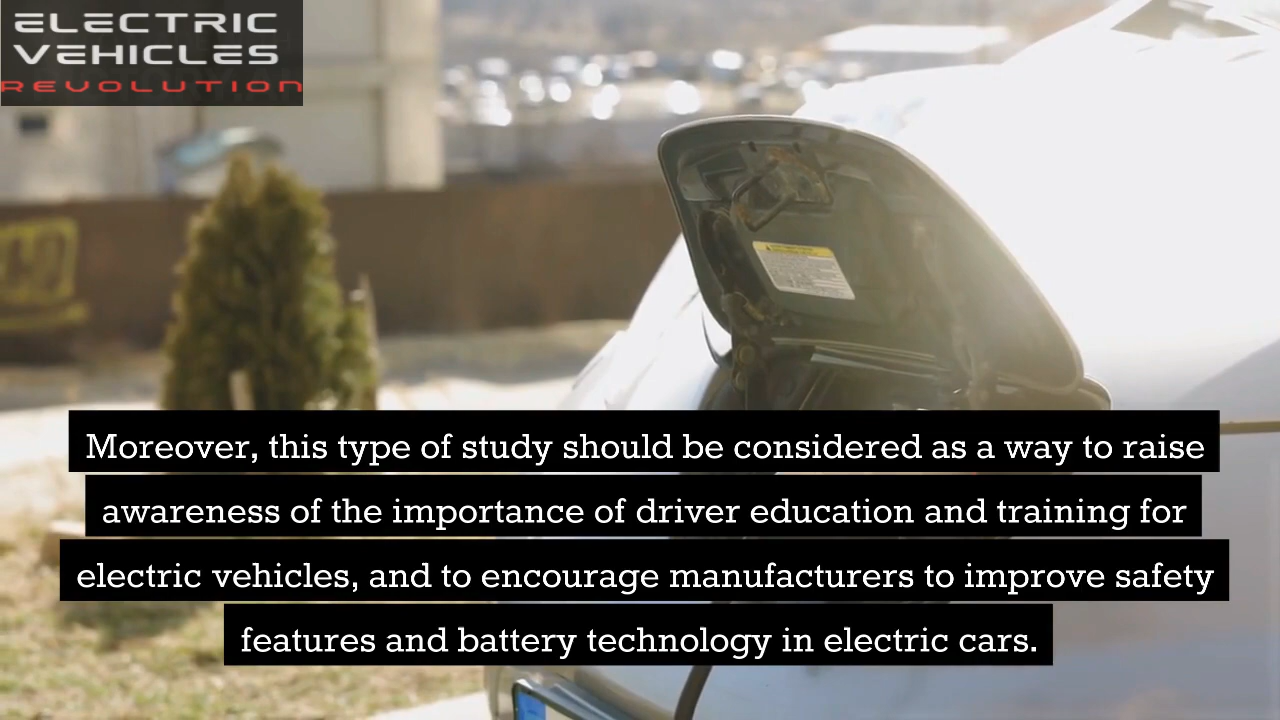 ELECTRIC
VEHICLES
REVOLUTION
Moreover, this type of study should be considered as a way to raise
awareness of the importance of driver education and training for
electric vehicles, and to encourage manufacturers to improve safety
features and battery technology in electric cars.